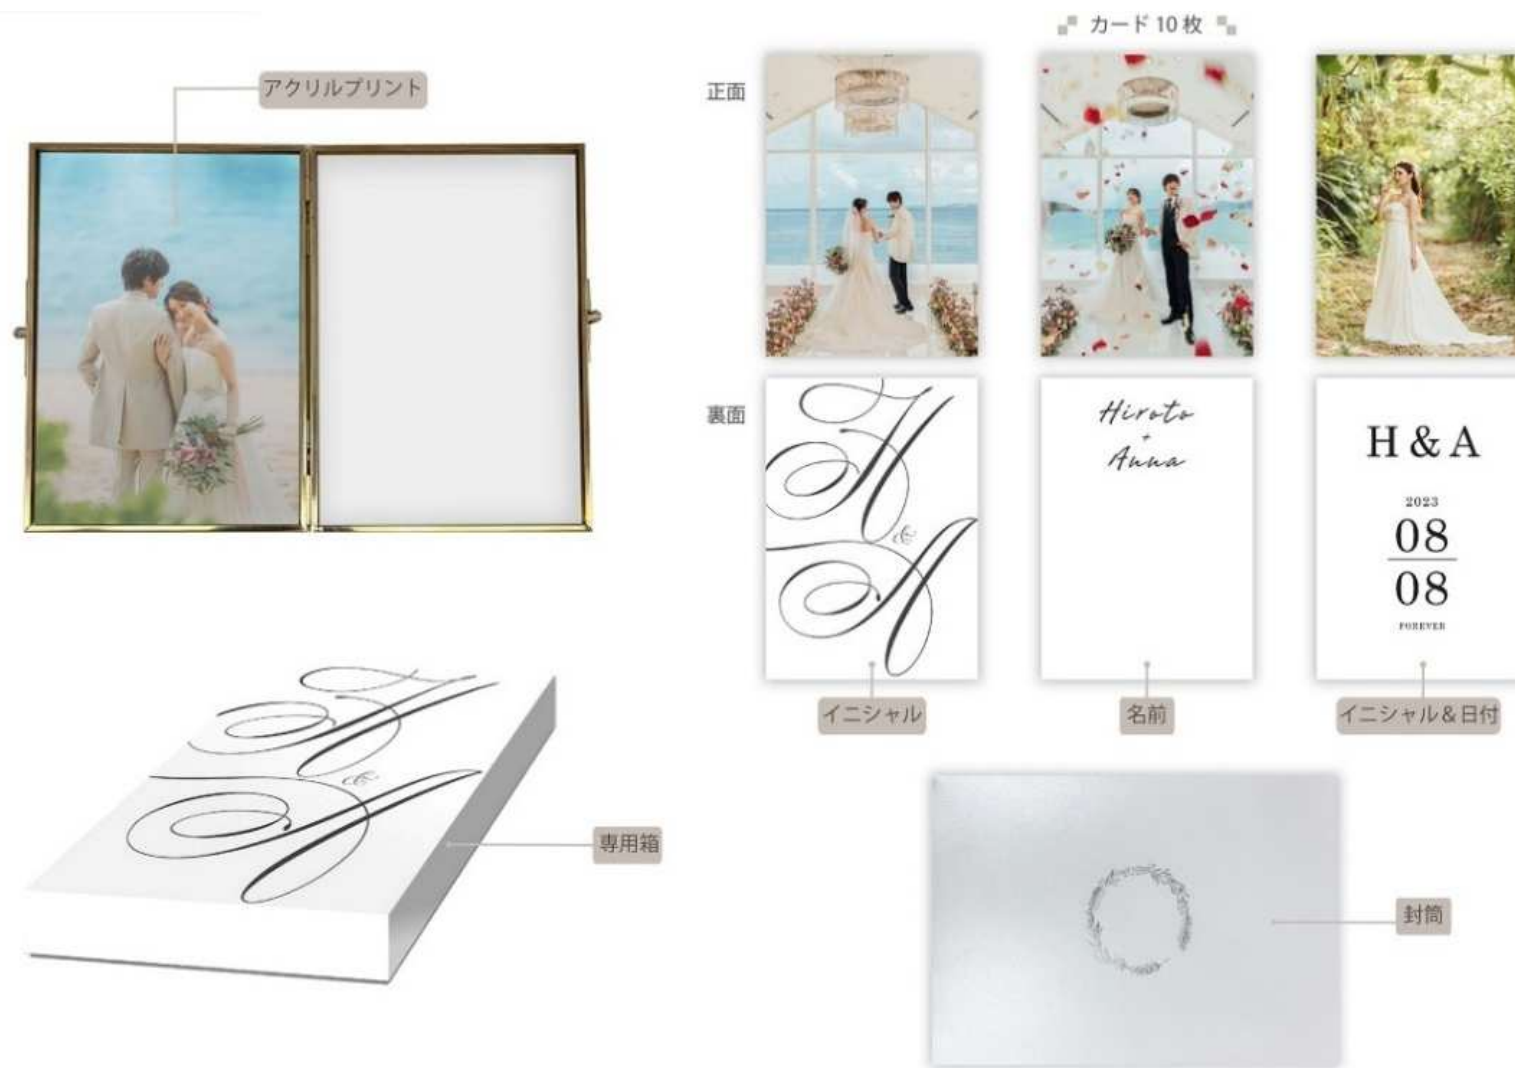 アクリルプリント
カード 10 枚
正面
裏面
H
&
A
Hiroto
+
Anna
H & A
2023
08
08
FOREVER
イニシャル
名前
イニシャル＆日付
H
&
A
専用箱
封筒